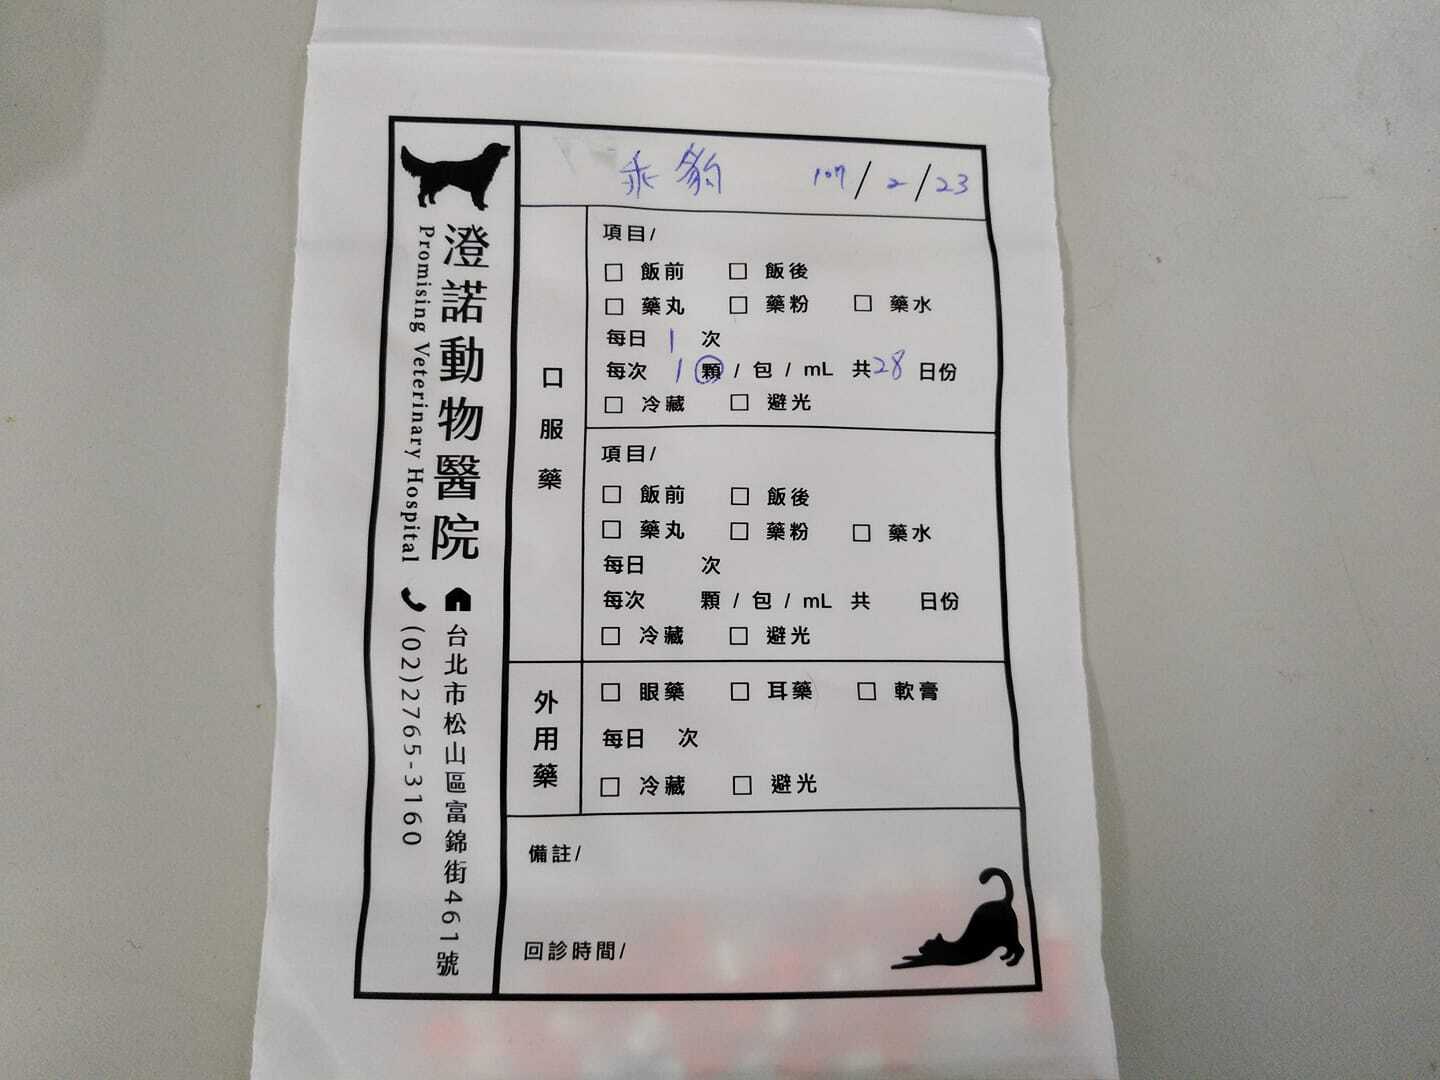 澄諾動物醫院
Promising Veterinary Hospital
台北市松山區富錦街461號
(02)2765-3160
乖豹 107/2/23
口服藥
項目/
□ 飯前 □ 飯後
□ 藥丸 □ 藥粉 □ 藥水
每日 1 次
每次 1 顆 / 包 / mL 共 28 日份
□ 冷藏 □ 避光
項目/
□ 飯前 □ 飯後
□ 藥丸 □ 藥粉 □ 藥水
每日 次
每次 顆 / 包 / mL 共 日份
□ 冷藏 □ 避光
外用藥
□ 眼藥 □ 耳藥 □ 軟膏
每日 次
□ 冷藏 □ 避光
備註/
回診時間/